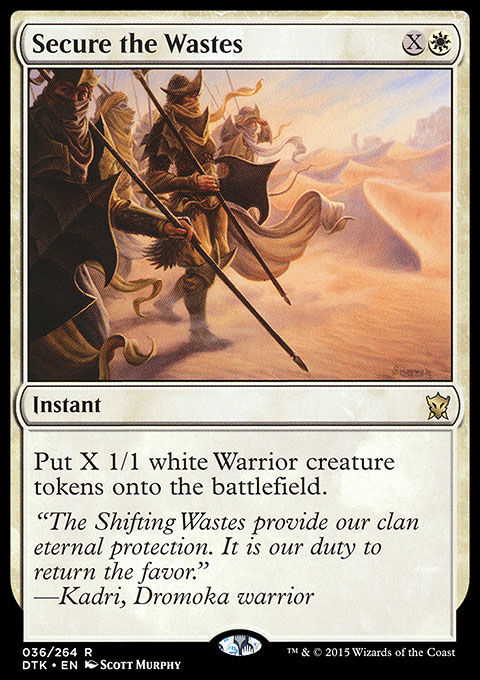 Secure the Wastes X
Instant
Put X 1/1 white Warrior creature
tokens onto the battlefield.
“The Shifting Wastes provide our clan
eternal protection. It is our duty to
return the favor.”
—Kadri, Dromoka warrior
036/264 R
DTK • EN Scott Murphy ™ & © 2015 Wizards of the Coast